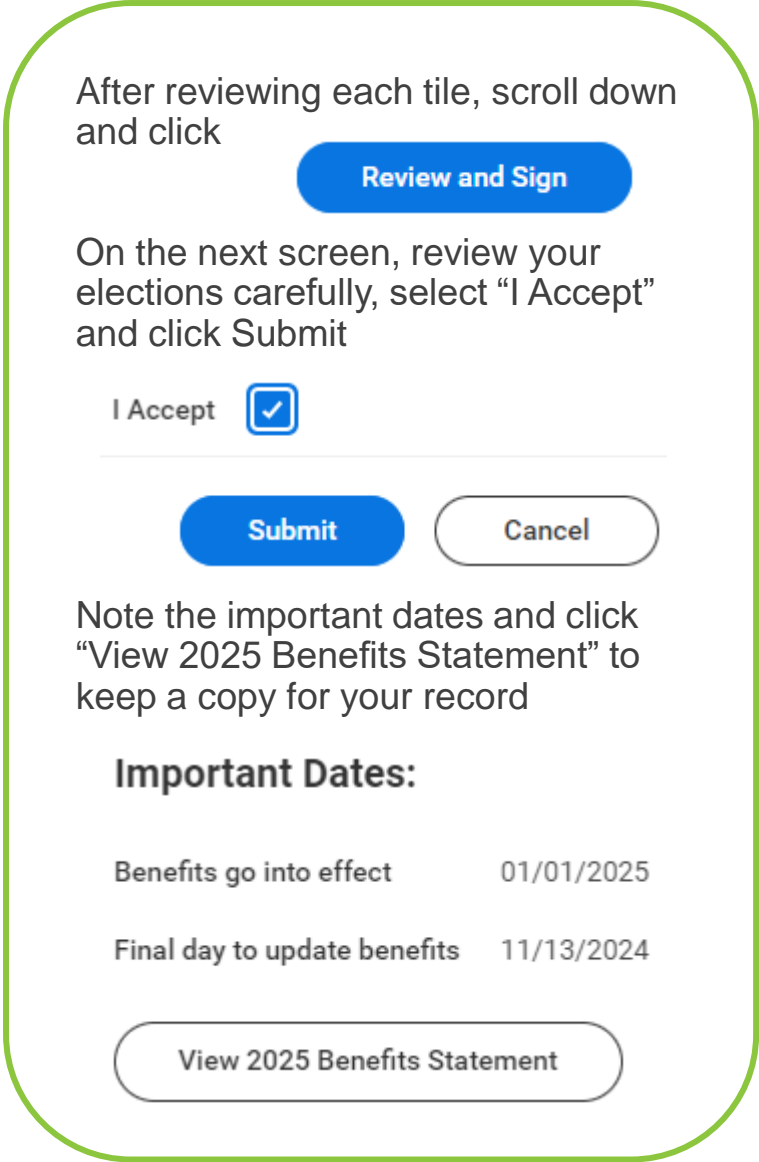 After reviewing each tile, scroll down
and click
Review and Sign
On the next screen, review your
elections carefully, select “I Accept”
and click Submit
I Accept
Submit Cancel
Note the important dates and click
“View 2025 Benefits Statement” to
keep a copy for your record
Important Dates:
Benefits go into effect 01/01/2025
Final day to update benefits 11/13/2024
View 2025 Benefits Statement